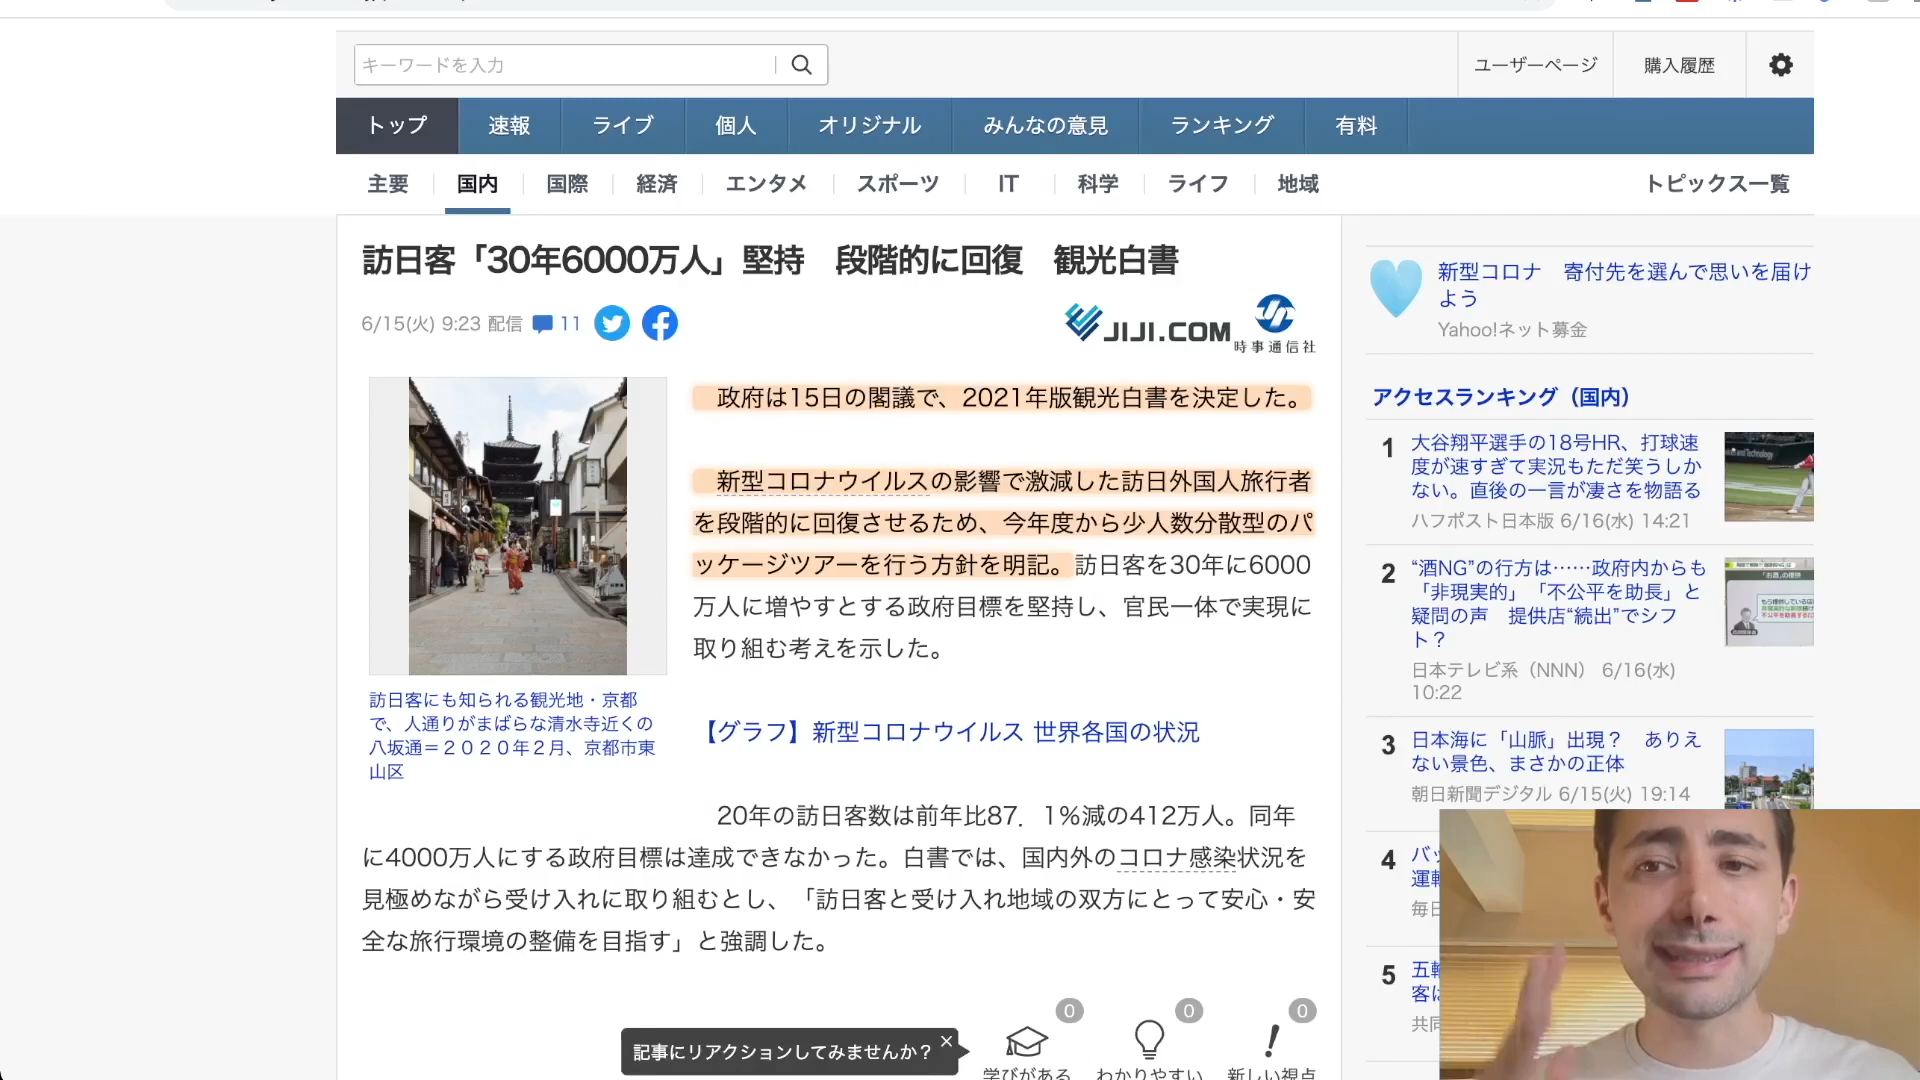 キーワードを入力
ユーザーページ
購入履歴
トップ
速報
ライブ
個人
オリジナル
みんなの意見
ランキング
有料
主要
国内
国際
経済
エンタメ
スポーツ
IT
科学
ライフ
地域
トピックス一覧
訪日客「30年6000万人」堅持　段階的に回復　観光白書
6/15(火) 9:23 配信
11
JIJI.COM
時事通信社
政府は15日の閣議で、2021年版観光白書を決定した。
新型コロナウイルスの影響で激減した訪日外国人旅行者
を段階的に回復させるため、今年度から少人数分散型のパ
ッケージツアーを行う方針を明記。訪日客を30年に6000
万人に増やすとする政府目標を堅持し、官民一体で実現に
取り組む考えを示した。
訪日客にも知られる観光地・京都
で、人通りがまばらな清水寺近くの
八坂通＝２０２０年２月、京都市東
山区
【グラフ】新型コロナウイルス 世界各国の状況
20年の訪日客数は前年比87．1％減の412万人。同年
に4000万人にする政府目標は達成できなかった。白書では、国内外のコロナ感染状況を
見極めながら受け入れに取り組むとし、「訪日客と受け入れ地域の双方にとって安心・安
全な旅行環境の整備を目指す」と強調した。
記事にリアクションしてみませんか？
0
学びがある
0
わかりやすい
0
新しい視点
新型コロナ　寄付先を選んで思いを届け
よう
Yahoo!ネット募金
アクセスランキング（国内）
1
大谷翔平選手の18号HR、打球速
度が速すぎて実況もただ笑うしか
ない。直後の一言が凄さを物語る
ハフポスト日本版 6/16(水) 14:21
2
“酒NG”の行方は……政府内からも
「非現実的」「不公平を助長」と
疑問の声　提供店“続出”でシフ
ト？
日本テレビ系（NNN） 6/16(水)
10:22
3
日本海に「山脈」出現？　ありえ
ない景色、まさかの正体
朝日新聞デジタル 6/15(火) 19:14
4
バッ
運転
毎日
5
五輪
客は
共同